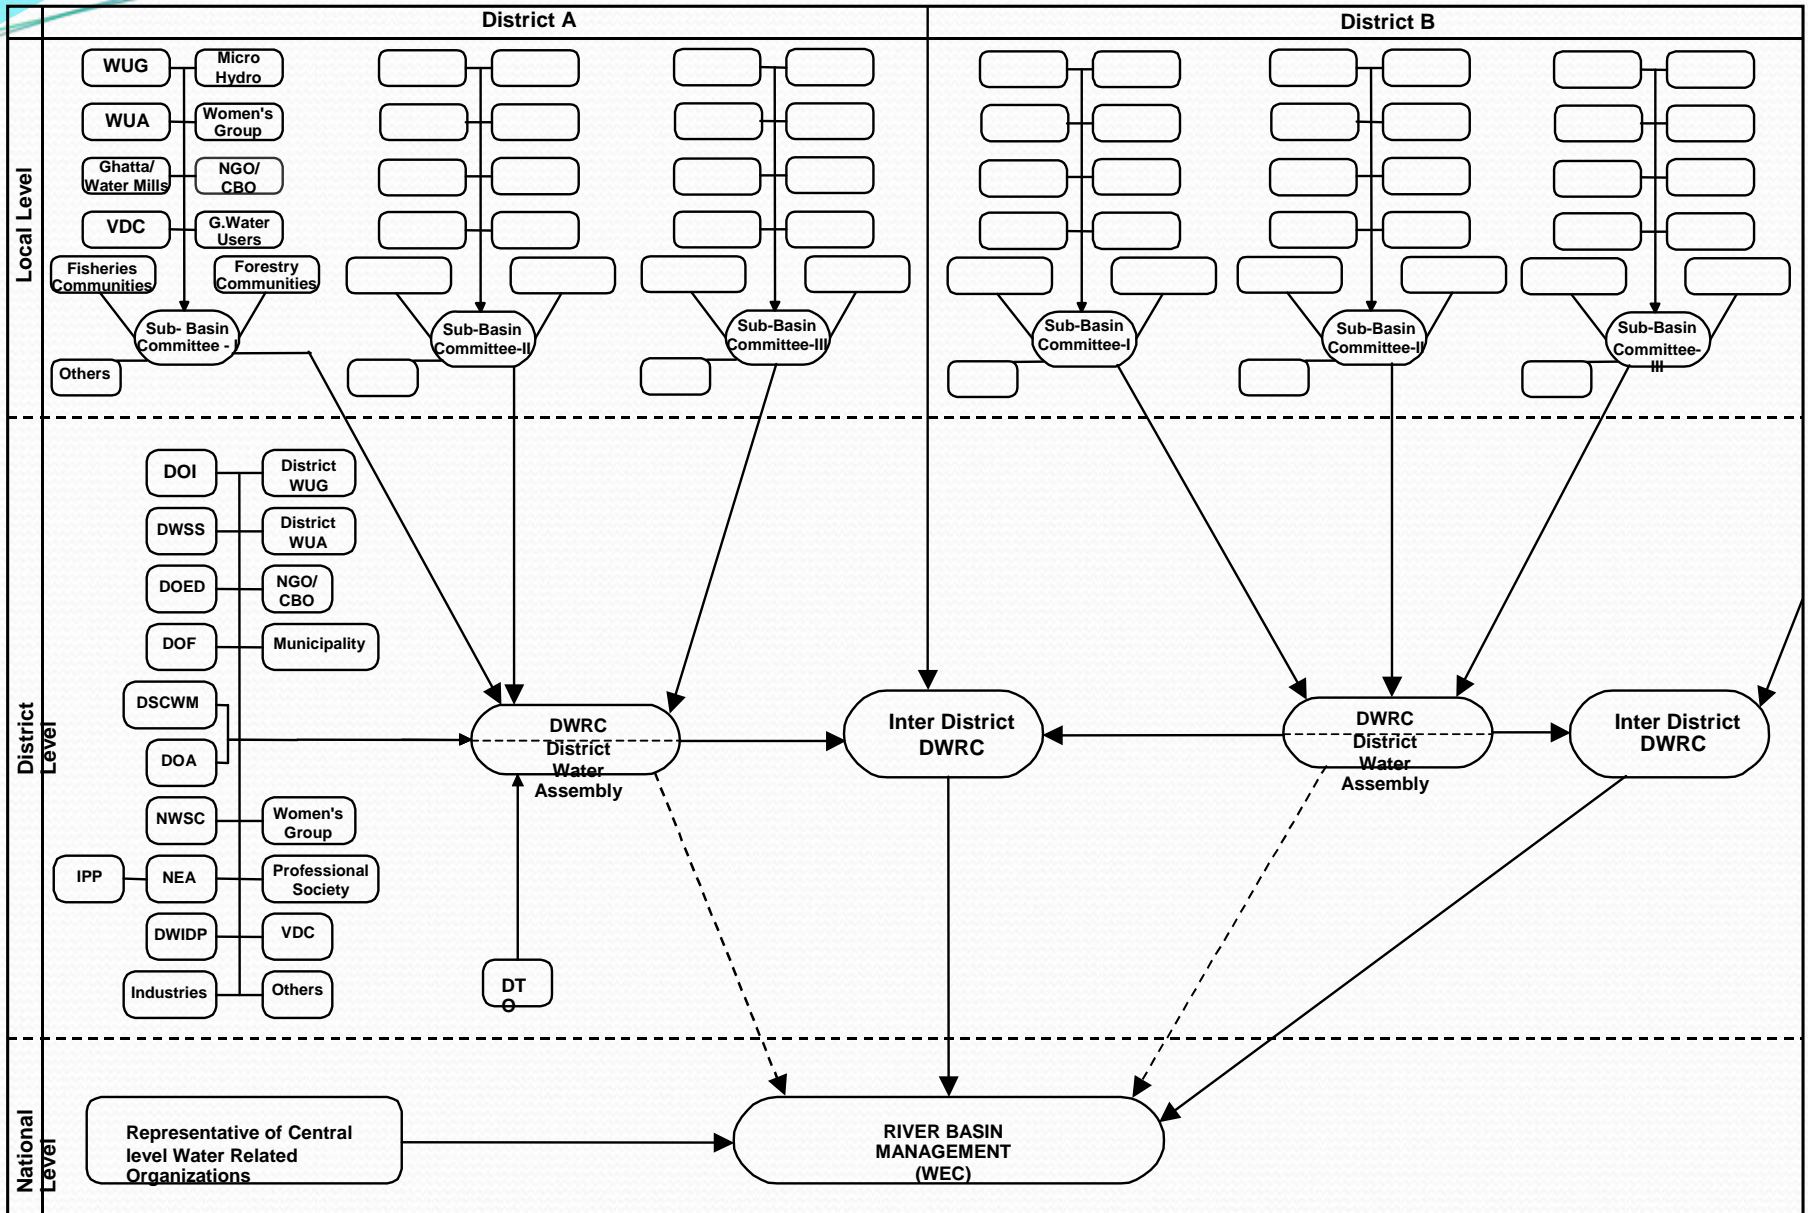 District A
District B
Local Level
WUG
Micro
Hydro
WUA
Women's
Group
Ghatta/
Water Mills
NGO/
CBO
VDC
G.Water
Users
Fisheries
Communities
Forestry
Communities
Sub- Basin
Committee - I
Others
Sub-Basin
Committee-II
Sub-Basin
Committee-III
Sub-Basin
Committee-I
Sub-Basin
Committee-II
Sub-Basin
Committee-
III
District
Level
DOI
District
WUG
DWSS
District
WUA
DOED
NGO/
CBO
DOF
Municipality
DSCWM
DOA
NWSC
Women's
Group
IPP
NEA
Professional
Society
DWIDP
VDC
Industries
Others
DWRC
District
Water
Assembly
DT
O
Inter District
DWRC
DWRC
District
Water
Assembly
Inter District
DWRC
National
Level
Representative of Central
level Water Related
Organizations
RIVER BASIN
MANAGEMENT
(WEC)